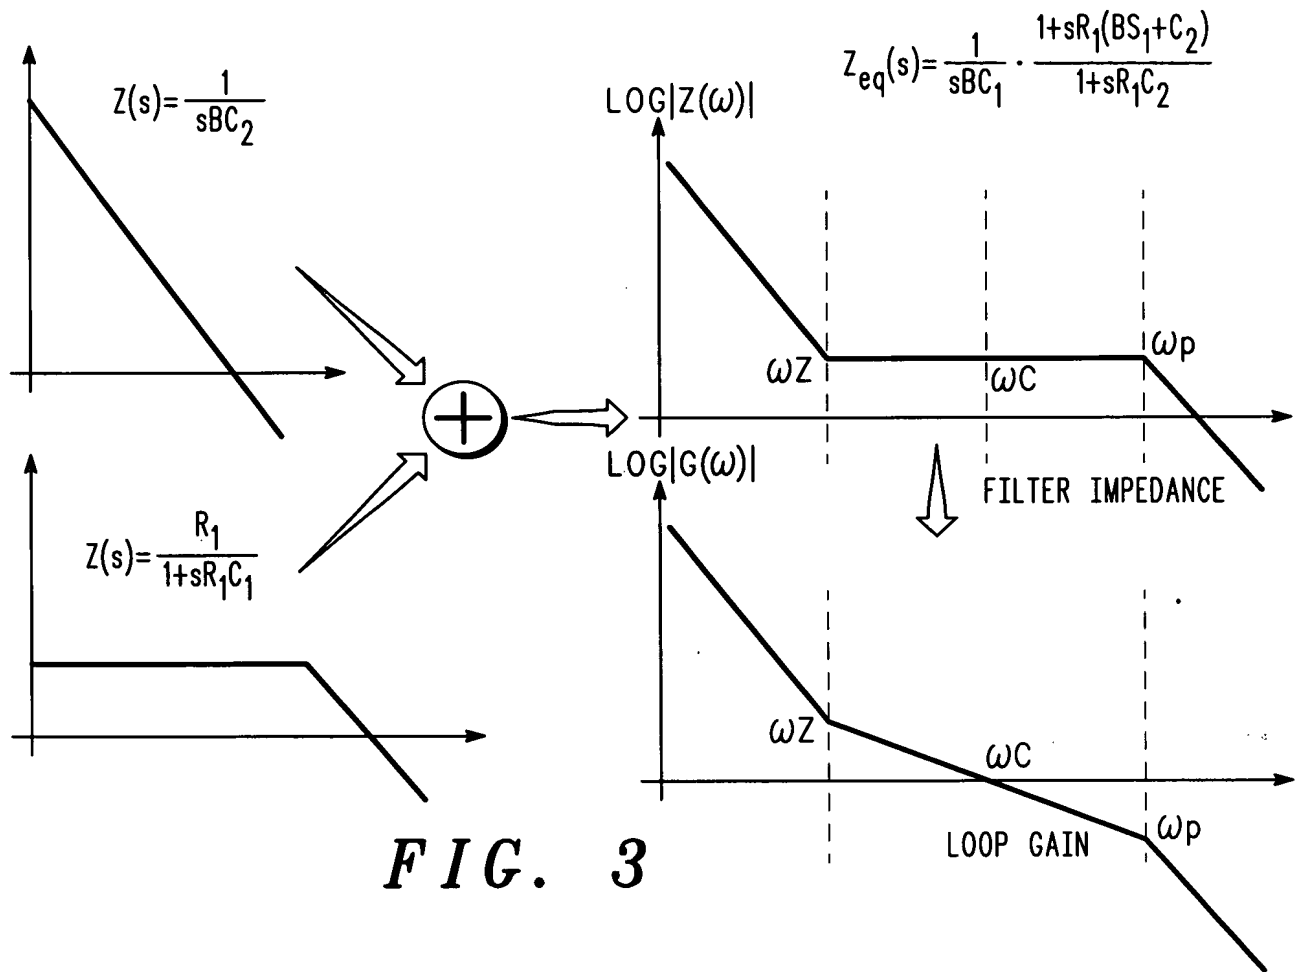 Z(s)=1/sBC₂
Z(s)=R₁/1+sR₁C₁
Zeq(s)=1/sBC₁ · 1+sR₁(BS₁+C₂)/1+sR₁C₂
LOG|Z(ω)|
ωZ
ωC
ωp
FILTER IMPEDANCE
LOG|G(ω)|
ωZ
ωC
ωp
LOOP GAIN
FIG. 3